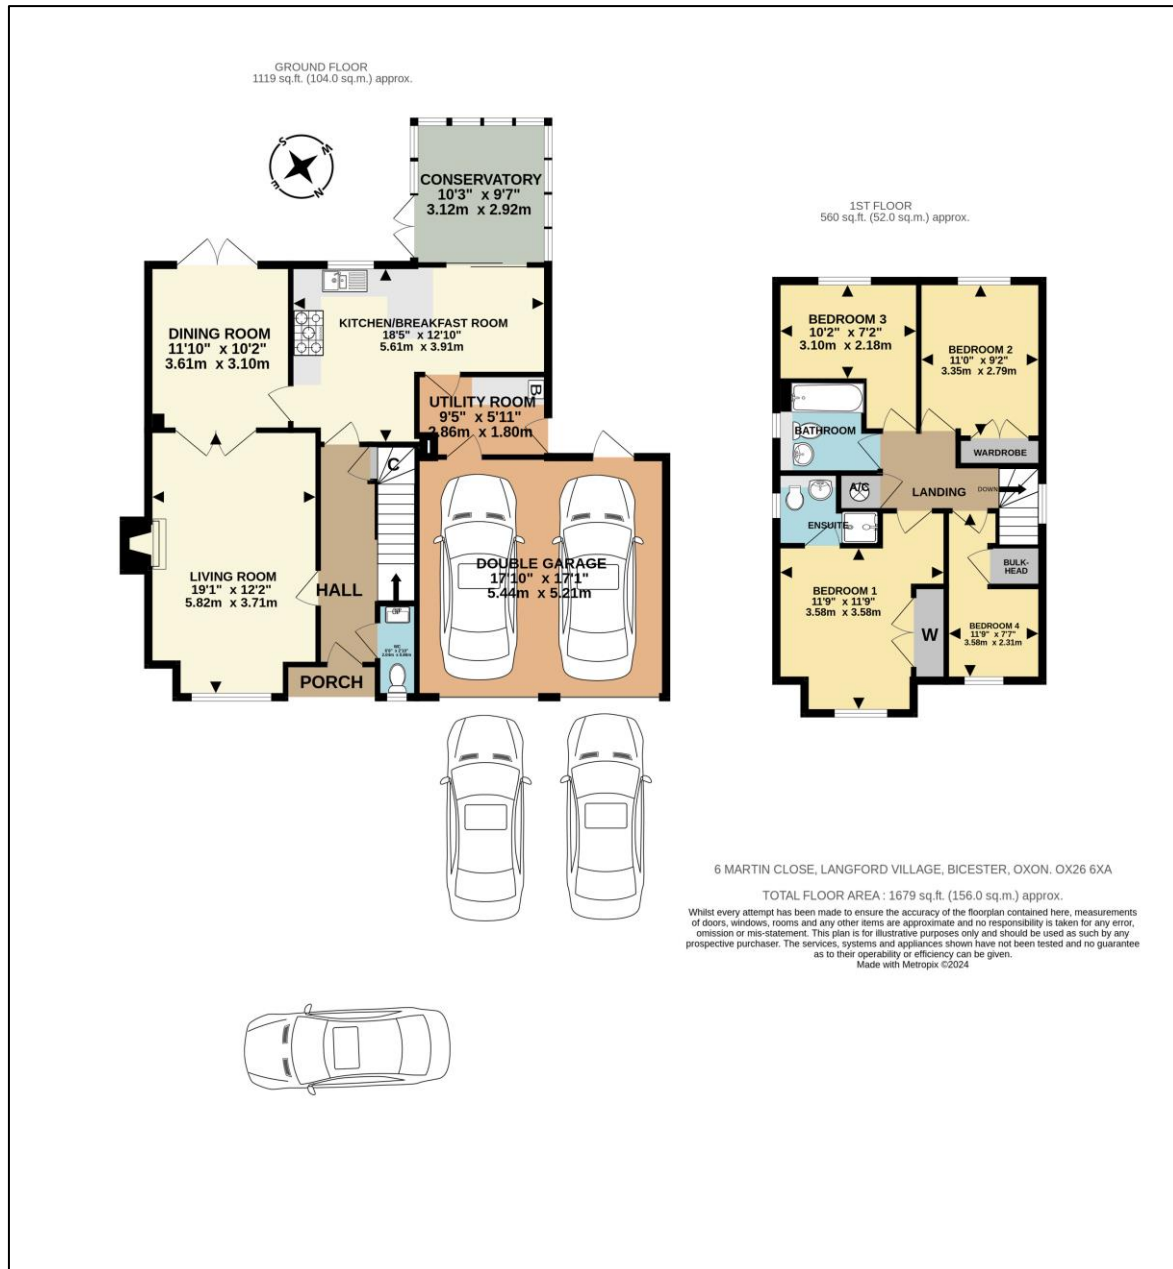 GROUND FLOOR
1119 sq.ft. (104.0 sq.m.) approx.
S
W
E
N
CONSERVATORY
10'3" x 9'7"
3.12m x 2.92m
DINING ROOM
11'10" x 10'2"
3.61m x 3.10m
KITCHEN/BREAKFAST ROOM
18'5" x 12'10"
5.61m x 3.91m
UTILITY ROOM
9'5" x 5'11"
2.86m x 1.80m
B
C
LIVING ROOM
19'1" x 12'2"
5.82m x 3.71m
HALL
PORCH
WC
DOUBLE GARAGE
17'10" x 17'1"
5.44m x 5.21m
1ST FLOOR
560 sq.ft. (52.0 sq.m.) approx.
BEDROOM 3
10'2" x 7'2"
3.10m x 2.18m
BEDROOM 2
11'0" x 9'2"
3.35m x 2.79m
BATHROOM
WARDROBE
A/C
LANDING
DOWN
ENSUITE
BULK-
HEAD
BEDROOM 1
11'9" x 11'9"
3.58m x 3.58m
W
BEDROOM 4
11'9" x 7'7"
3.58m x 2.31m
6 MARTIN CLOSE, LANGFORD VILLAGE, BICESTER, OXON. OX26 6XA
TOTAL FLOOR AREA : 1679 sq.ft. (156.0 sq.m.) approx.
Whilst every attempt has been made to ensure the accuracy of the floorplan contained here, measurements
of doors, windows, rooms and any other items are approximate and no responsibility is taken for any error,
omission or mis-statement. This plan is for illustrative purposes only and should be used as such by any
prospective purchaser. The services, systems and appliances shown have not been tested and no guarantee
as to their operability or efficiency can be given.
Made with Metropix ©2024